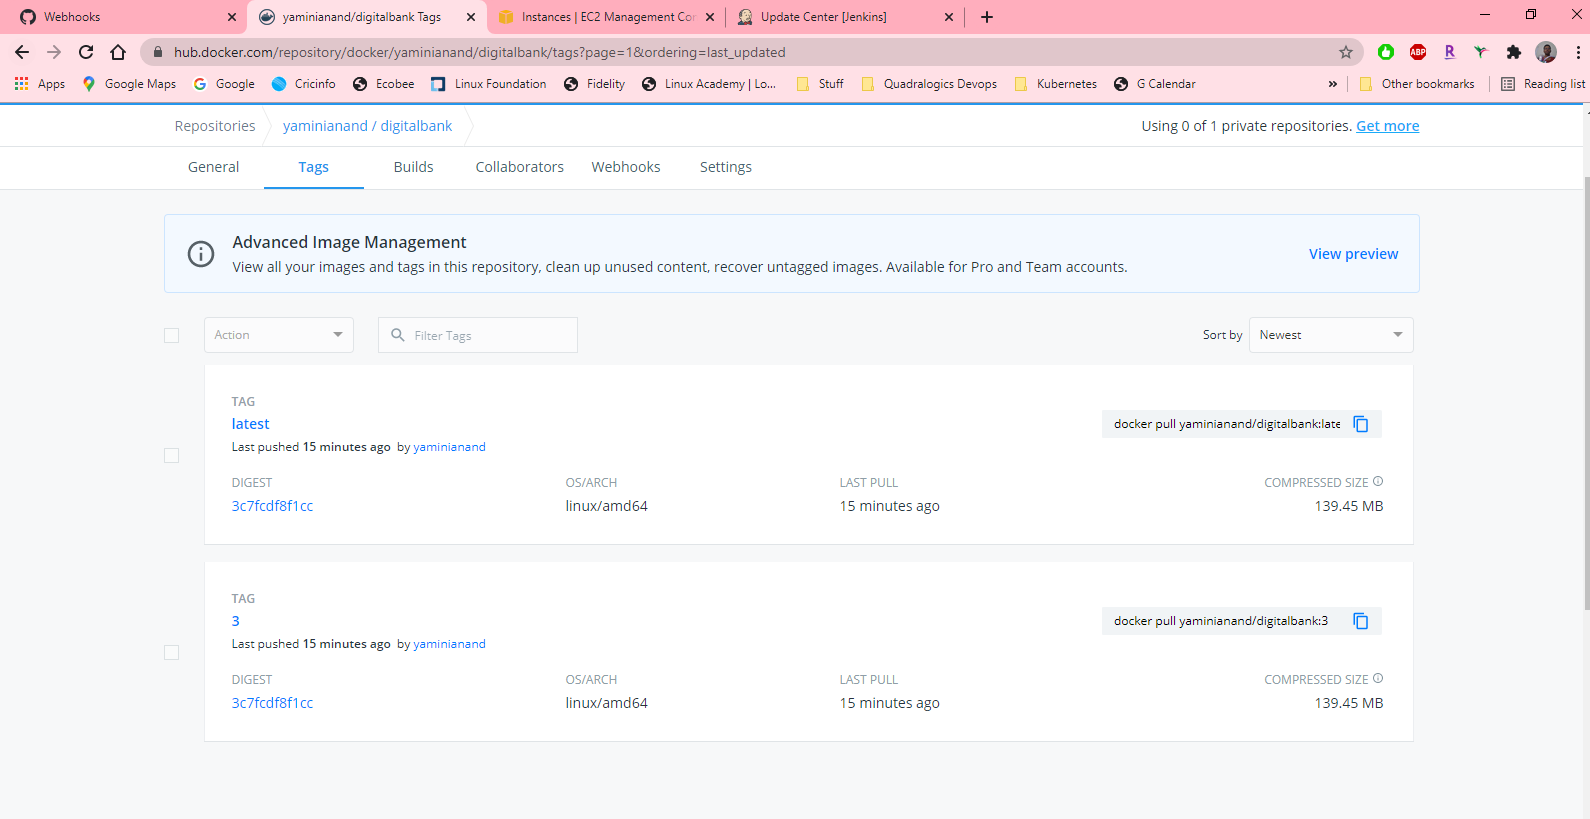 Webhooks
yaminianand/digitalbank Tags
Instances | EC2 Management Cor
Update Center [Jenkins]
hub.docker.com/repository/docker/yaminianand/digitalbank/tags?page=1&ordering=last_updated
ABP
R
Apps
Google Maps
Google
Cricinfo
Ecobee
Linux Foundation
Fidelity
Linux Academy | Lo...
Stuff
Quadralogics Devops
Kubernetes
G Calendar
»
Other bookmarks
Reading list
Repositories
yaminianand / digitalbank
Using 0 of 1 private repositories. Get more
General
Tags
Builds
Collaborators
Webhooks
Settings
Advanced Image Management
View all your images and tags in this repository, clean up unused content, recover untagged images. Available for Pro and Team accounts.
View preview
Action
Filter Tags
Sort by
Newest
TAG
latest
Last pushed 15 minutes ago by yaminianand
docker pull yaminianand/digitalbank:late
DIGEST
OS/ARCH
LAST PULL
COMPRESSED SIZE
3c7fcdf8f1cc
linux/amd64
15 minutes ago
139.45 MB
TAG
3
Last pushed 15 minutes ago by yaminianand
docker pull yaminianand/digitalbank:3
DIGEST
OS/ARCH
LAST PULL
COMPRESSED SIZE
3c7fcdf8f1cc
linux/amd64
15 minutes ago
139.45 MB